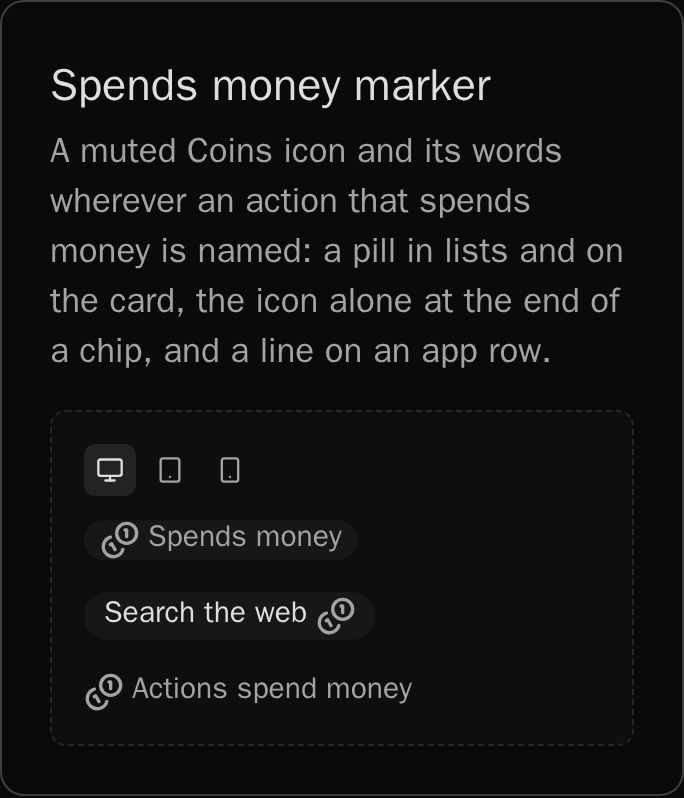 Spends money marker
A muted Coins icon and its words
wherever an action that spends
money is named: a pill in lists and on
the card, the icon alone at the end of
a chip, and a line on an app row.
Spends money
Search the web
Actions spend money